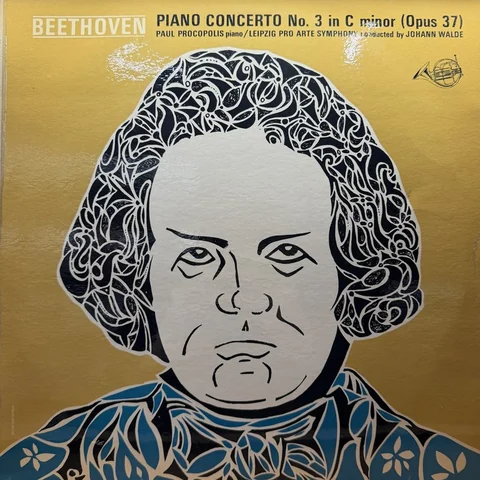 BEETHOVEN PIANO CONCERTO No. 3 in C minor (Opus 37)
PAUL PROCOPOLIS piano/LEIPZIG PRO ARTE SYMPHONY conducted by JOHANN WALDE